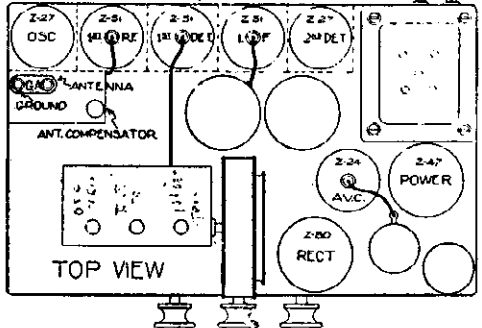 Z-27 Z-51 Z-51 Z-51 Z-27
OSC 1ST RF 1ST DET I.F 2ND DET
GA ANTENNA
GROUND
ANT. COMPENSATOR
Z-24 Z-47
A.V.C. POWER
Z-80
RECT
TOP VIEW